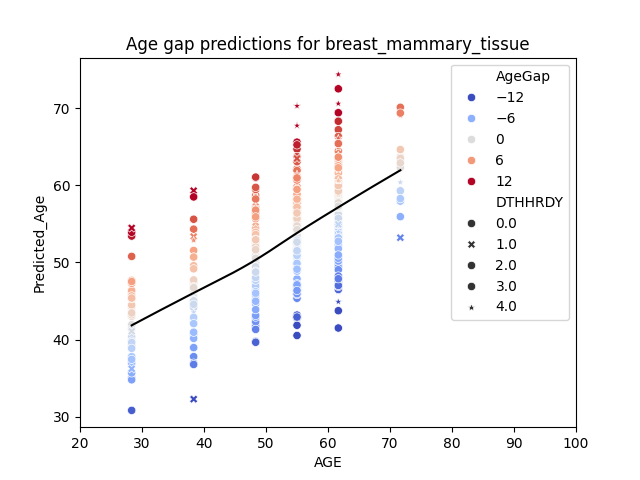 Age gap predictions for breast_mammary_tissue
Predicted_Age
70
60
50
40
30
20 30 40 50 60 70 80 90 100
AGE
AgeGap
−12
−6
0
6
12
DTHHRDY
0.0
1.0
2.0
3.0
4.0